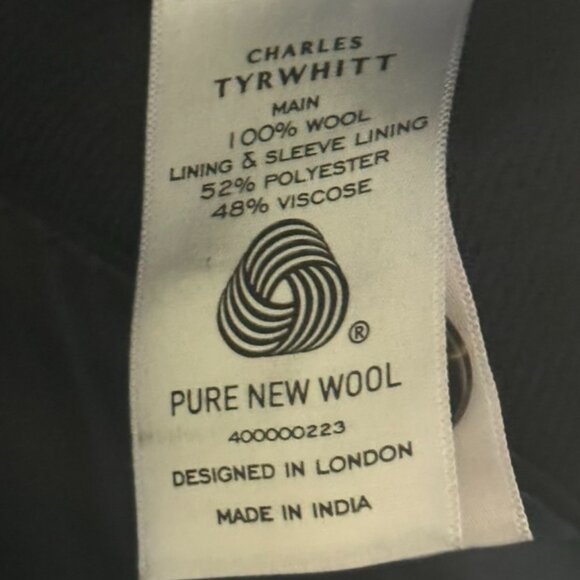 CHARLES
TYRWHITT
MAIN
100% WOOL
LINING & SLEEVE LINING
52% POLYESTER
48% VISCOSE
®
PURE NEW WOOL
400000223
DESIGNED IN LONDON
MADE IN INDIA